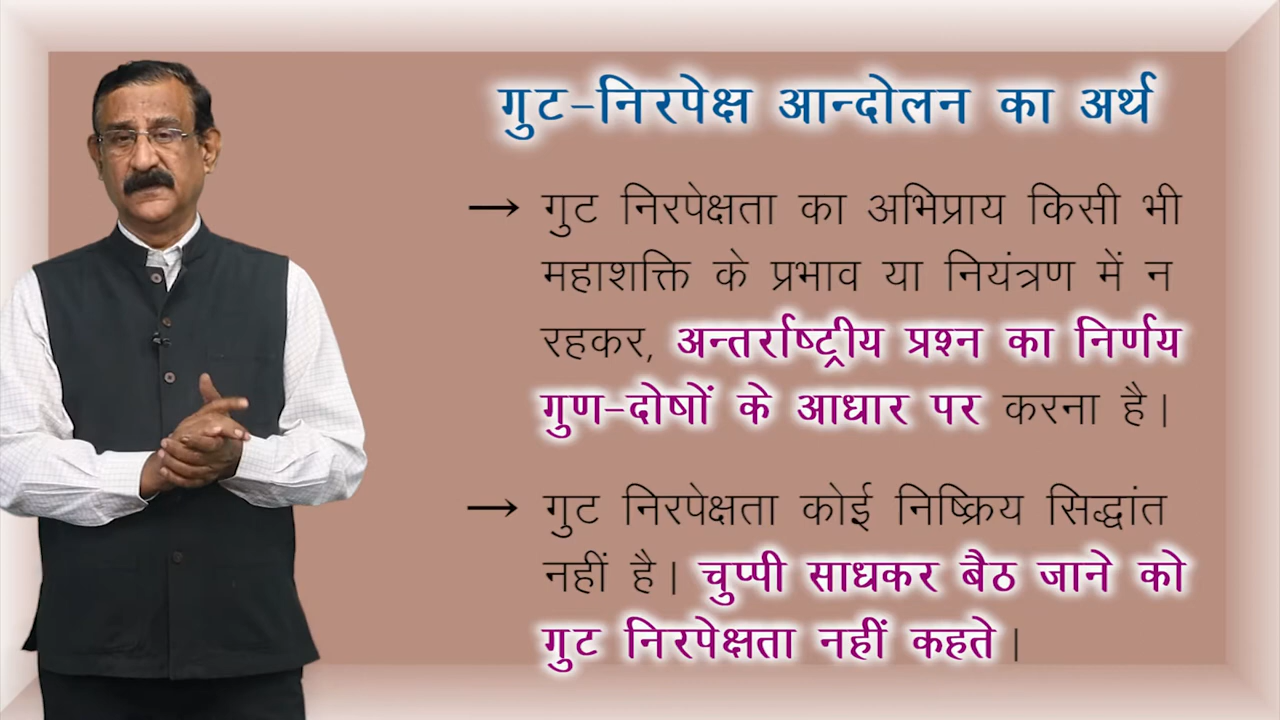 गुट-निरपेक्ष आन्दोलन का अर्थ
→ गुट निरपेक्षता का अभिप्राय किसी भी
महाशक्ति के प्रभाव या नियंत्रण में न
रहकर, अन्तर्राष्ट्रीय प्रश्न का निर्णय
गुण-दोषों के आधार पर करना है।
→ गुट निरपेक्षता कोई निष्क्रिय सिद्धांत
नहीं है। चुप्पी साधकर बैठ जाने को
गुट निरपेक्षता नहीं कहते।